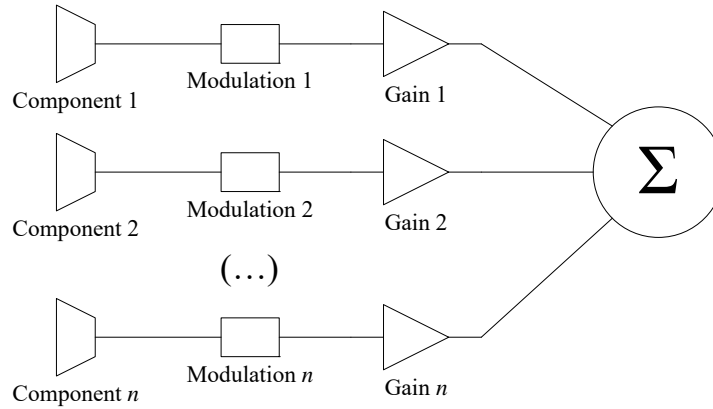 Component 1
Modulation 1
Gain 1
Component 2
Modulation 2
Gain 2
Σ
(…)
Component n
Modulation n
Gain n